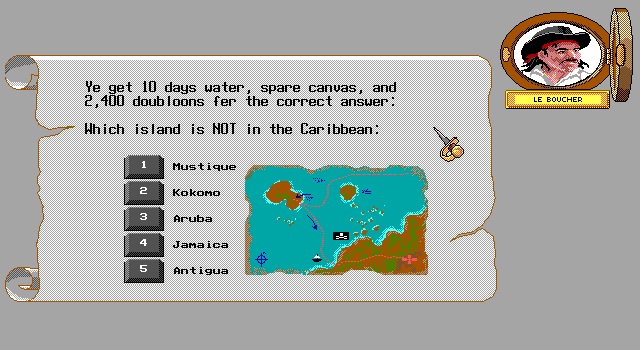 Ye get 10 days water, spare canvas, and
2,400 doubloons fer the correct answer:
Which island is NOT in the Caribbean:
1 Mustique
2 Kokomo
3 Aruba
4 Jamaica
5 Antigua
LE BOUCHER